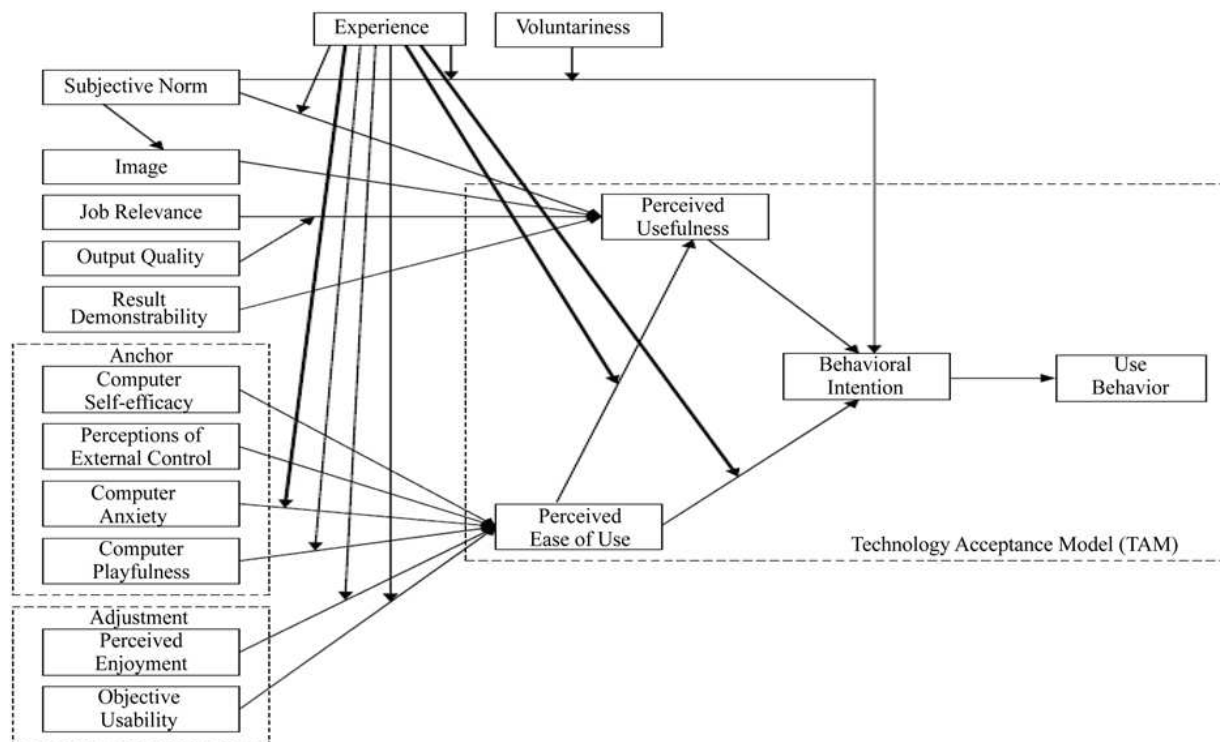 Experience
Voluntariness
Subjective Norm
Image
Job Relevance
Output Quality
Result
Demonstrability
Perceived
Usefulness
Anchor
Computer
Self-efficacy
Perceptions of
External Control
Computer
Anxiety
Computer
Playfulness
Behavioral
Intention
Use
Behavior
Perceived
Ease of Use
Technology Acceptance Model (TAM)
Adjustment
Perceived
Enjoyment
Objective
Usability